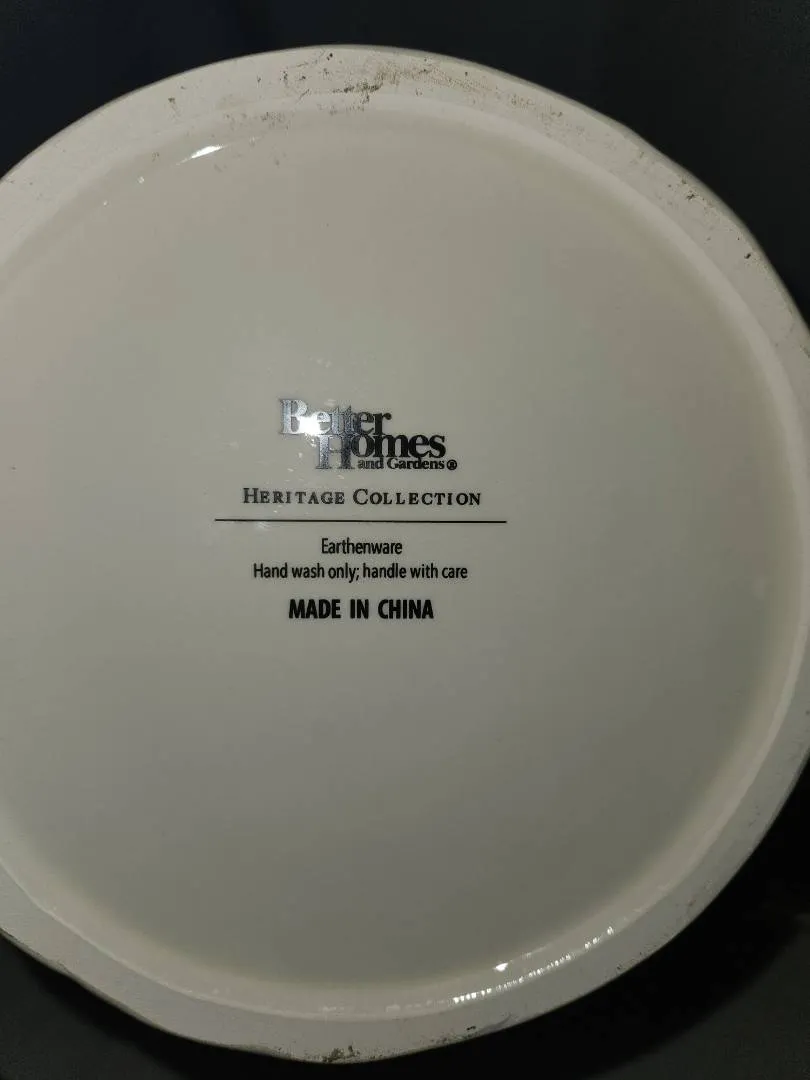 Better
Homes
and Gardens®
HERITAGE COLLECTION
Earthenware
Hand wash only; handle with care
MADE IN CHINA